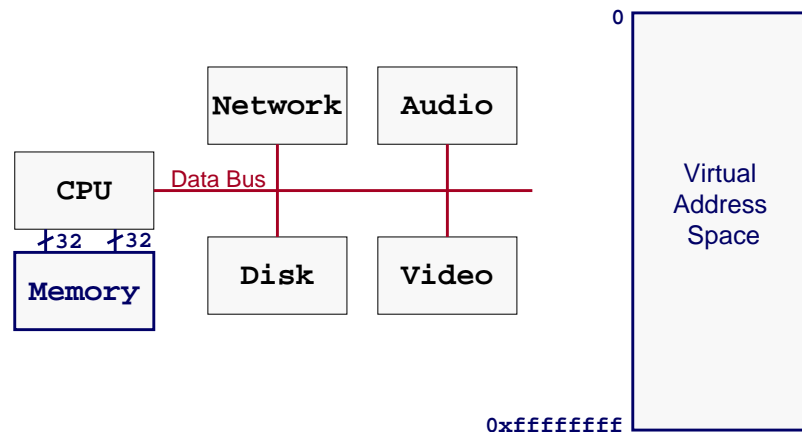 0
Network
Audio
CPU
Data Bus
32
32
Memory
Disk
Video
Virtual
Address
Space
0xffffffff